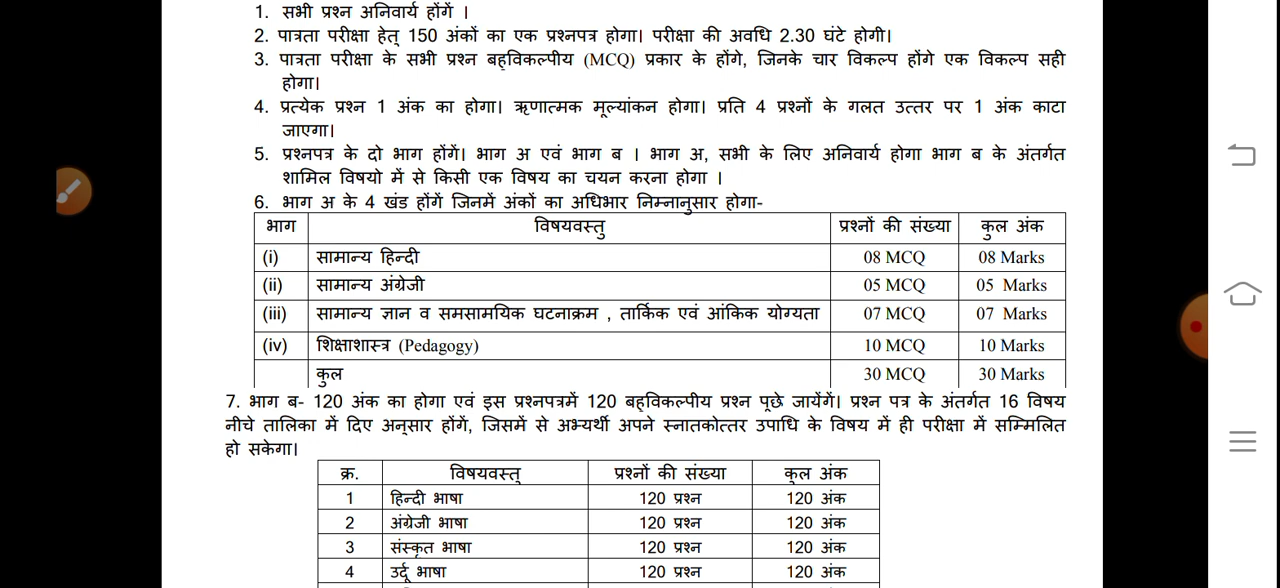 1. सभी प्रश्न अनिवार्य होंगें ।
2. पात्रता परीक्षा हेतु 150 अंकों का एक प्रश्नपत्र होगा। परीक्षा की अवधि 2.30 घंटे होगी।
3. पात्रता परीक्षा के सभी प्रश्न बहुविकल्पीय (MCQ) प्रकार के होंगे, जिनके चार विकल्प होंगे एक विकल्प सही
होगा।
4. प्रत्येक प्रश्न 1 अंक का होगा। ऋणात्मक मूल्यांकन होगा। प्रति 4 प्रश्नों के गलत उत्तर पर 1 अंक काटा
जाएगा।
5. प्रश्नपत्र के दो भाग होंगें। भाग अ एवं भाग ब । भाग अ, सभी के लिए अनिवार्य होगा भाग ब के अंतर्गत
शामिल विषयो में से किसी एक विषय का चयन करना होगा ।
6. भाग अ के 4 खंड होंगें जिनमें अंकों का अधिभार निम्नानुसार होगा-
भाग विषयवस्तु प्रश्नों की संख्या कुल अंक
(i) सामान्य हिन्दी 08 MCQ 08 Marks
(ii) सामान्य अंग्रेजी 05 MCQ 05 Marks
(iii) सामान्य ज्ञान व समसामयिक घटनाक्रम , तार्किक एवं आंकिक योग्यता 07 MCQ 07 Marks
(iv) शिक्षाशास्त्र (Pedagogy) 10 MCQ 10 Marks
कुल 30 MCQ 30 Marks
7. भाग ब- 120 अंक का होगा एवं इस प्रश्नपत्रमें 120 बहुविकल्पीय प्रश्न पूछे जायेंगें। प्रश्न पत्र के अंतर्गत 16 विषय
नीचे तालिका में दिए अनुसार होंगें, जिसमें से अभ्यर्थी अपने स्नातकोत्तर उपाधि के विषय में ही परीक्षा में सम्मिलित
हो सकेगा।
क्र. विषयवस्तु प्रश्नों की संख्या कुल अंक
1 हिन्दी भाषा 120 प्रश्न 120 अंक
2 अंग्रेजी भाषा 120 प्रश्न 120 अंक
3 संस्कृत भाषा 120 प्रश्न 120 अंक
4 उर्दू भाषा 120 प्रश्न 120 अंक